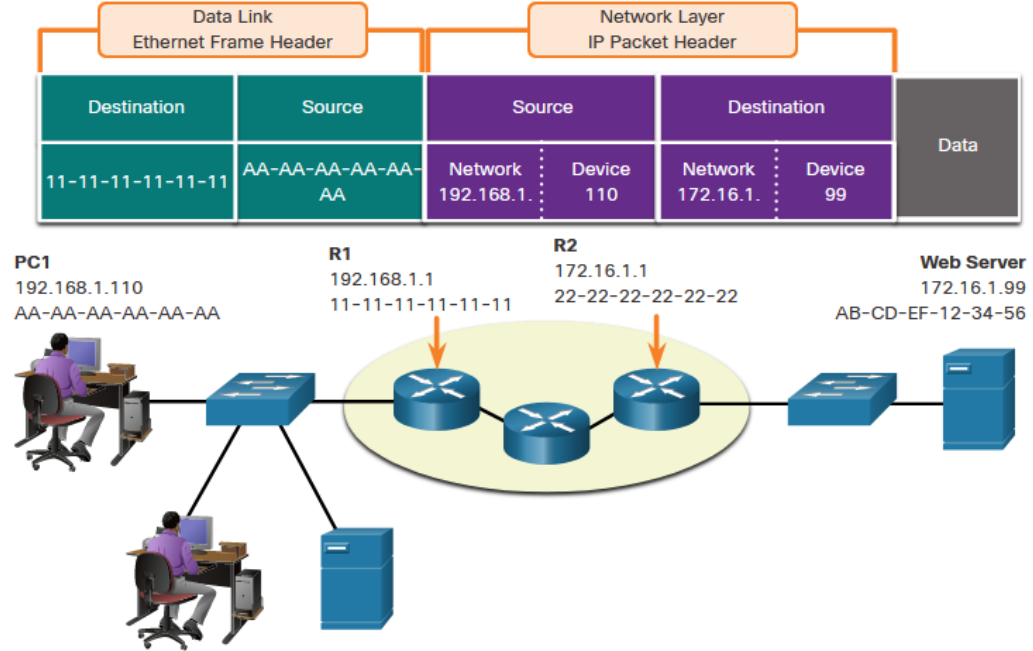 Data Link
Ethernet Frame Header
Network Layer
IP Packet Header
Destination
Source
Source
Destination
Data
11-11-11-11-11-11
AA-AA-AA-AA-AA-
AA
Network
192.168.1.
Device
110
Network
172.16.1.
Device
99
PC1
192.168.1.110
AA-AA-AA-AA-AA-AA
R1
192.168.1.1
11-11-11-11-11-11
R2
172.16.1.1
22-22-22-22-22-22
Web Server
172.16.1.99
AB-CD-EF-12-34-56